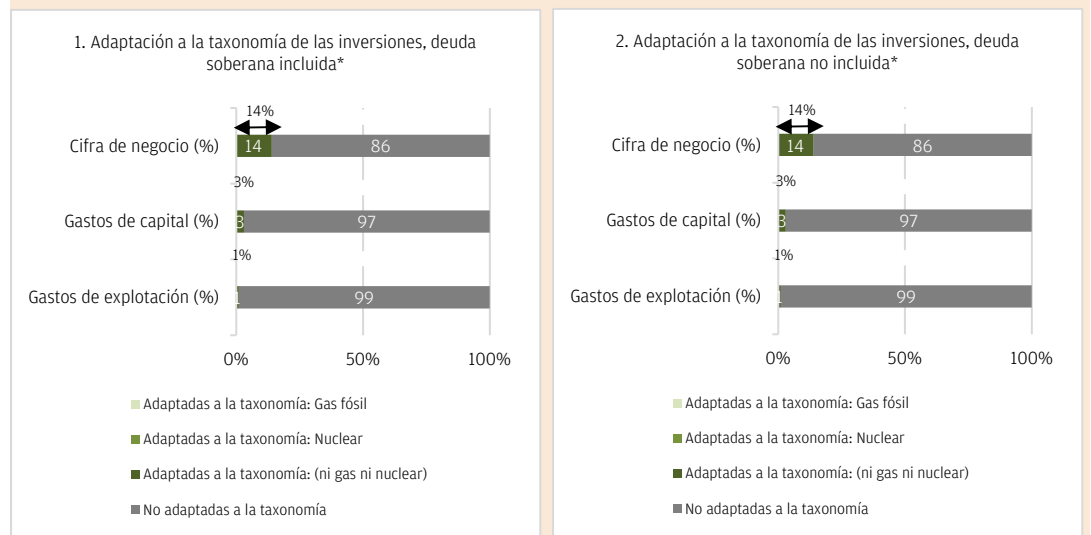 1. Adaptación a la taxonomía de las inversiones, deuda
soberana incluida*
14%
Cifra de negocio (%)
14
86
3%
Gastos de capital (%)
3
97
1%
Gastos de explotación (%)
1
99
0%
50%
100%
Adaptadas a la taxonomía: Gas fósil
Adaptadas a la taxonomía: Nuclear
Adaptadas a la taxonomía: (ni gas ni nuclear)
No adaptadas a la taxonomía
2. Adaptación a la taxonomía de las inversiones, deuda
soberana no incluida*
14%
Cifra de negocio (%)
14
86
3%
Gastos de capital (%)
3
97
1%
Gastos de explotación (%)
1
99
0%
50%
100%
Adaptadas a la taxonomía: Gas fósil
Adaptadas a la taxonomía: Nuclear
Adaptadas a la taxonomía: (ni gas ni nuclear)
No adaptadas a la taxonomía